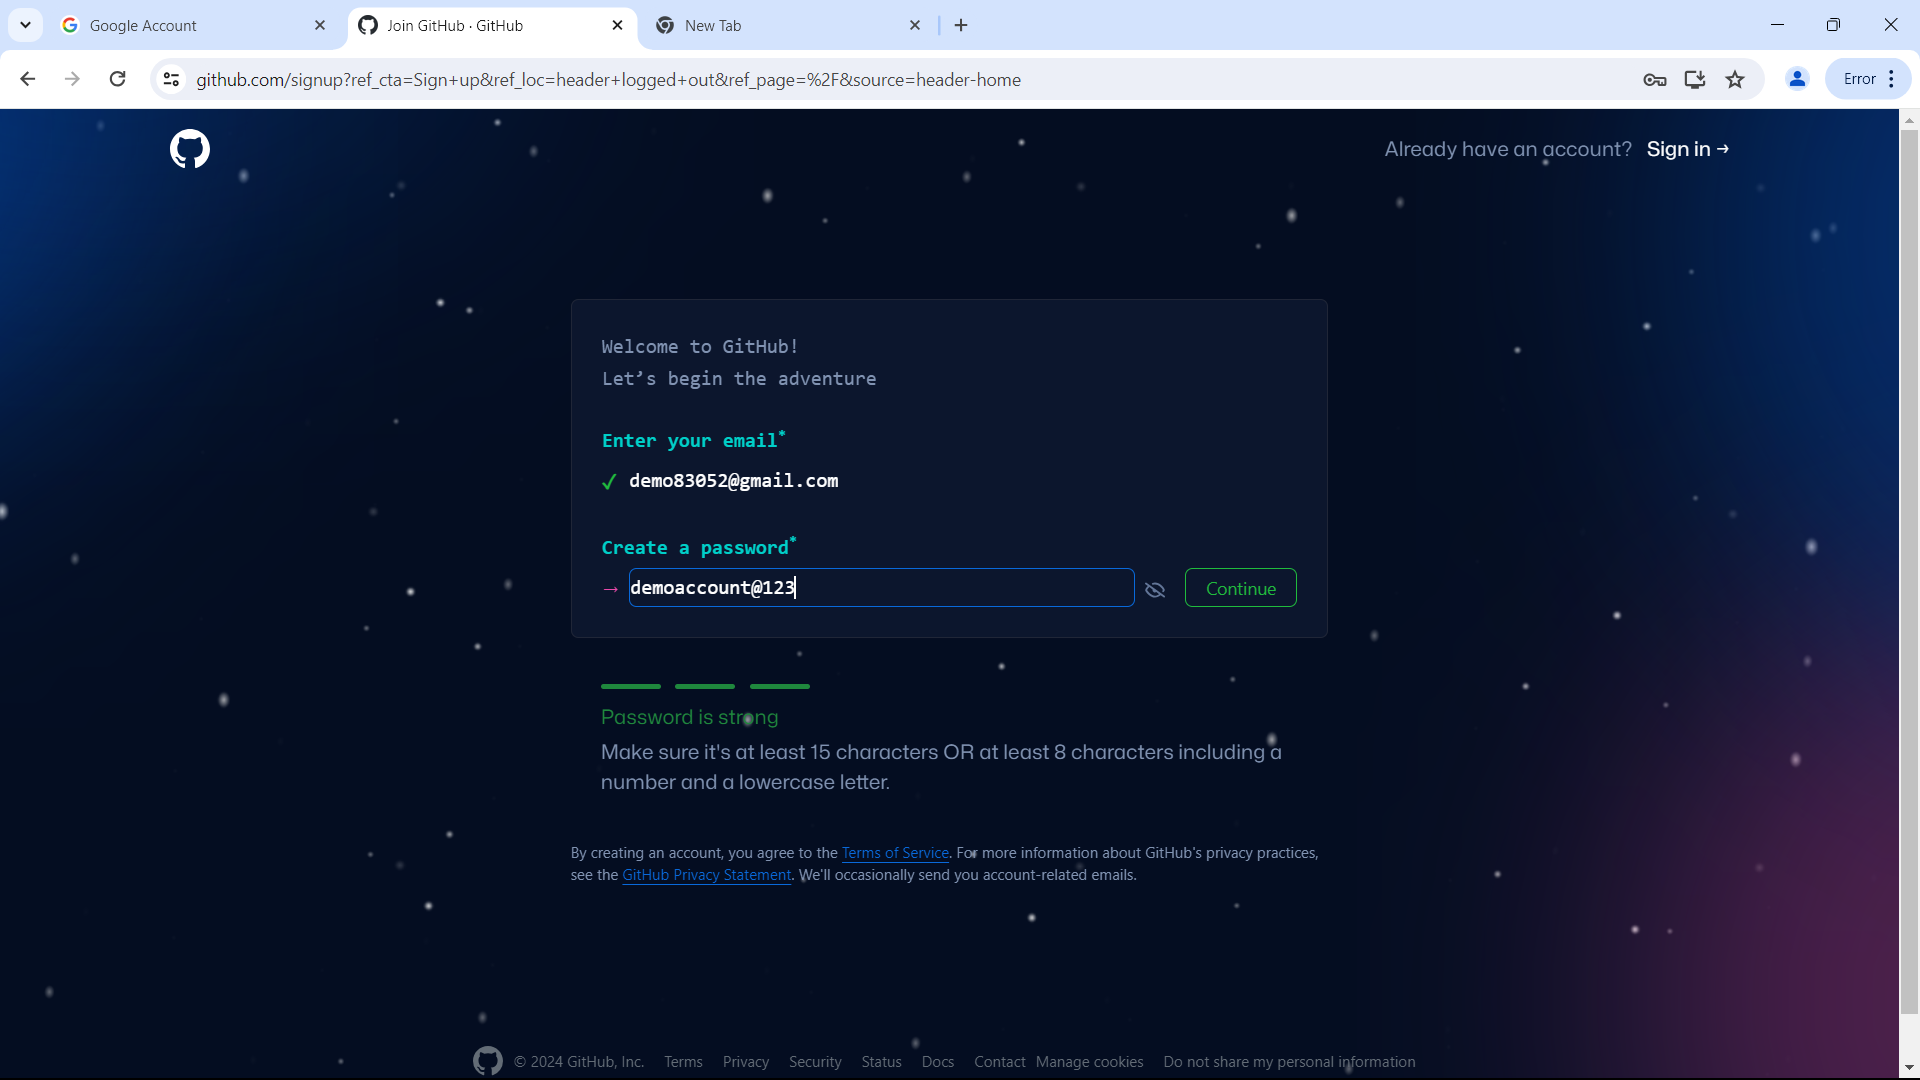 Google Account
Join GitHub · GitHub
New Tab
github.com/signup?ref_cta=Sign+up&ref_loc=header+logged+out&ref_page=%2F&source=header-home
Error
Already have an account? Sign in →
Welcome to GitHub!
Let’s begin the adventure
Enter your email*
✓ demo83052@gmail.com
Create a password*
→ demoaccount@123
Continue
Password is strong
Make sure it's at least 15 characters OR at least 8 characters including a
number and a lowercase letter.
By creating an account, you agree to the Terms of Service. For more information about GitHub's privacy practices,
see the GitHub Privacy Statement. We'll occasionally send you account-related emails.
© 2024 GitHub, Inc. Terms Privacy Security Status Docs Contact Manage cookies Do not share my personal information